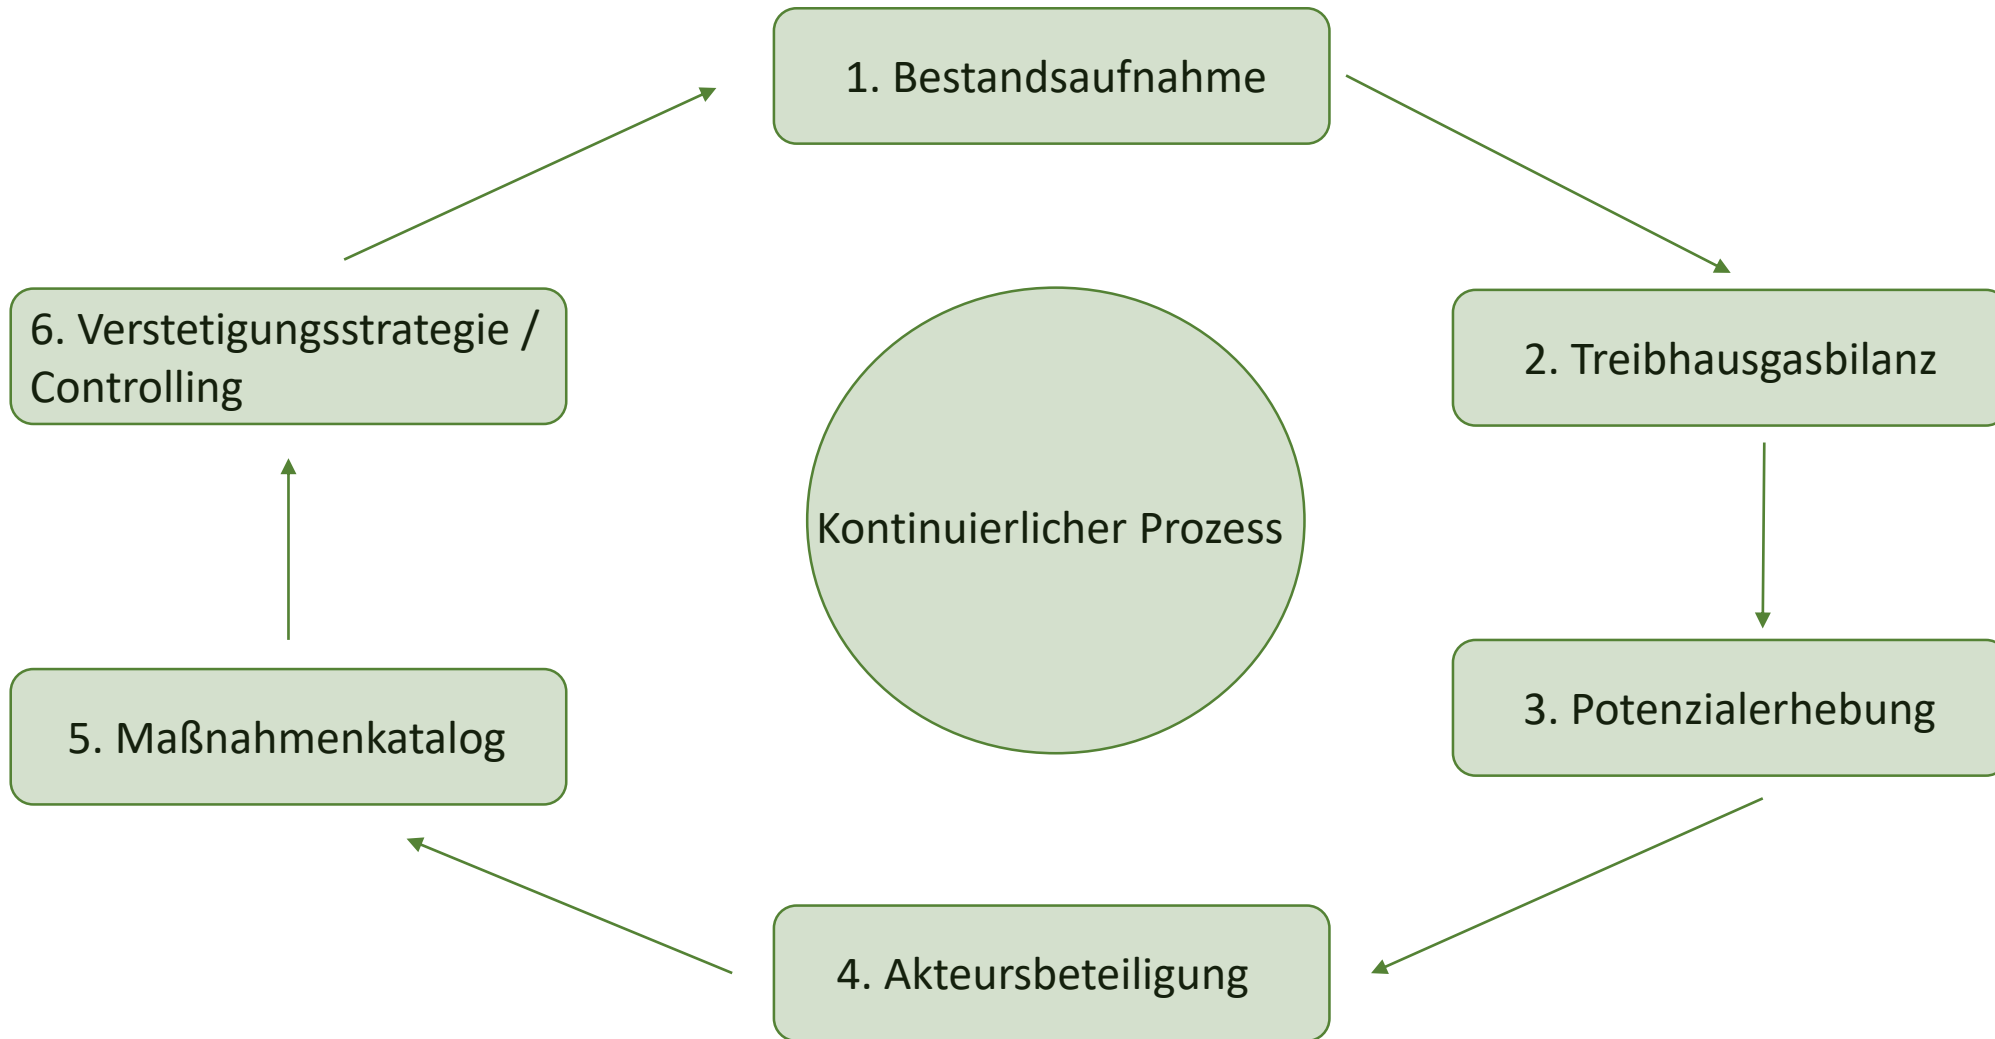 1. Bestandsaufnahme
2. Treibhausgasbilanz
3. Potenzialerhebung
4. Akteursbeteiligung
5. Maßnahmenkatalog
6. Verstetigungsstrategie /
Controlling
Kontinuierlicher Prozess